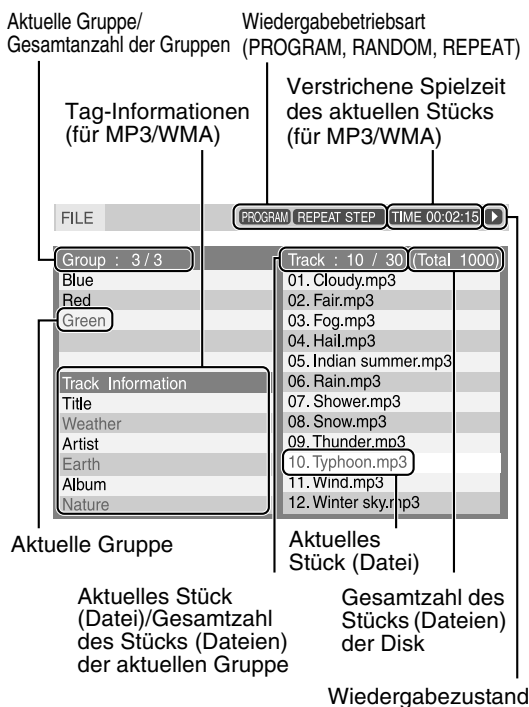 Aktuelle Gruppe/
Gesamtanzahl der Gruppen
Wiedergabebetriebsart
(PROGRAM, RANDOM, REPEAT)
Tag-Informationen
(für MP3/WMA)
Verstrichene Spielzeit
des aktuellen Stücks
(für MP3/WMA)
FILE
PROGRAM REPEAT STEP TIME 00:02:15
Group : 3 / 3
Blue
Red
Green
Track Information
Title
Weather
Artist
Earth
Album
Nature
Track : 10 / 30 (Total 1000)
01. Cloudy.mp3
02. Fair.mp3
03. Fog.mp3
04. Hail.mp3
05. Indian summer.mp3
06. Rain.mp3
07. Shower.mp3
08. Snow.mp3
09. Thunder.mp3
10. Typhoon.mp3
11. Wind.mp3
12. Winter sky.mp3
Aktuelle Gruppe
Aktuelles
Stück (Datei)
Aktuelles Stück
(Datei)/Gesamtzahl
des Stücks (Dateien)
der aktuellen Gruppe
Gesamtzahl des
Stücks (Dateien)
der Disk
Wiedergabezustand